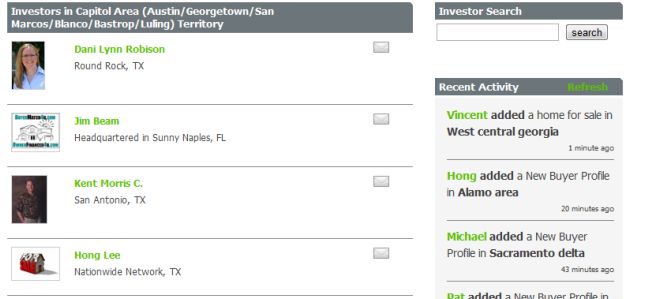 Investors in Capitol Area (Austin/Georgetown/San
Marcos/Blanco/Bastrop/Luling) Territory
Dani Lynn Robison
Round Rock, TX
Jim Beam
Headquartered in Sunny Naples, FL
Kent Morris C.
San Antonio, TX
Hong Lee
Nationwide Network, TX
Investor Search
search
Recent Activity Refresh
Vincent added a home for sale in
West central georgia
1 minute ago
Hong added a New Buyer Profile
in Alamo area
20 minutes ago
Michael added a New Buyer
Profile in Sacramento delta
43 minutes ago
Pat added a New Buyer Profile in